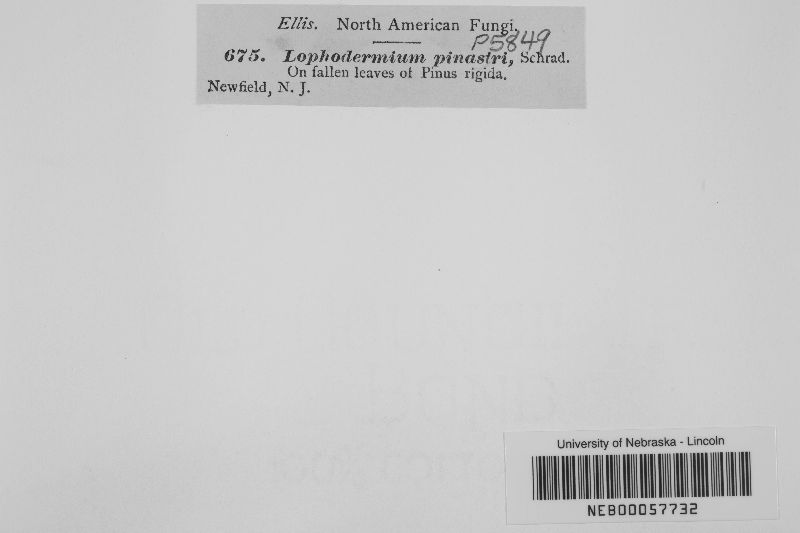 Ellis. North American Fungi.
P5849
675. Lophodermium pinastri, Schrad.
On fallen leaves of Pinus rigida.
Newfield, N. J.
University of Nebraska - Lincoln
NEB00057732